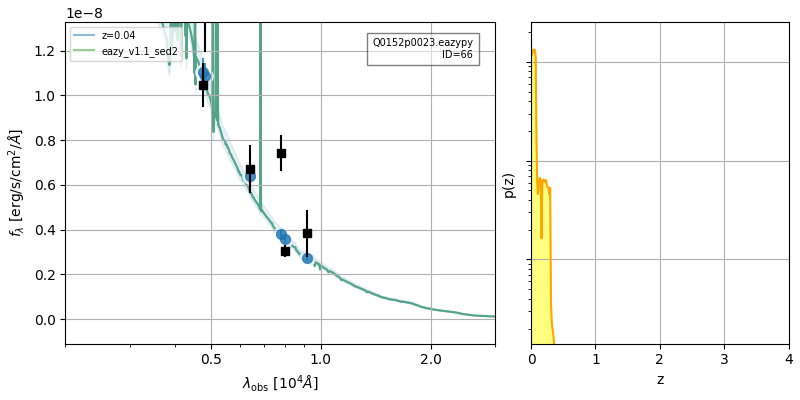 1e−8
z=0.04
eazy_v1.1_sed2
Q0152p0023.eazypy
ID=66
1.2
1.0
0.8
0.6
0.4
0.2
0.0
f_λ [erg/s/cm²/Å]
0.5 1.0 2.0
λ_obs [10⁴Å]
p(z)
0 1 2 3 4
z